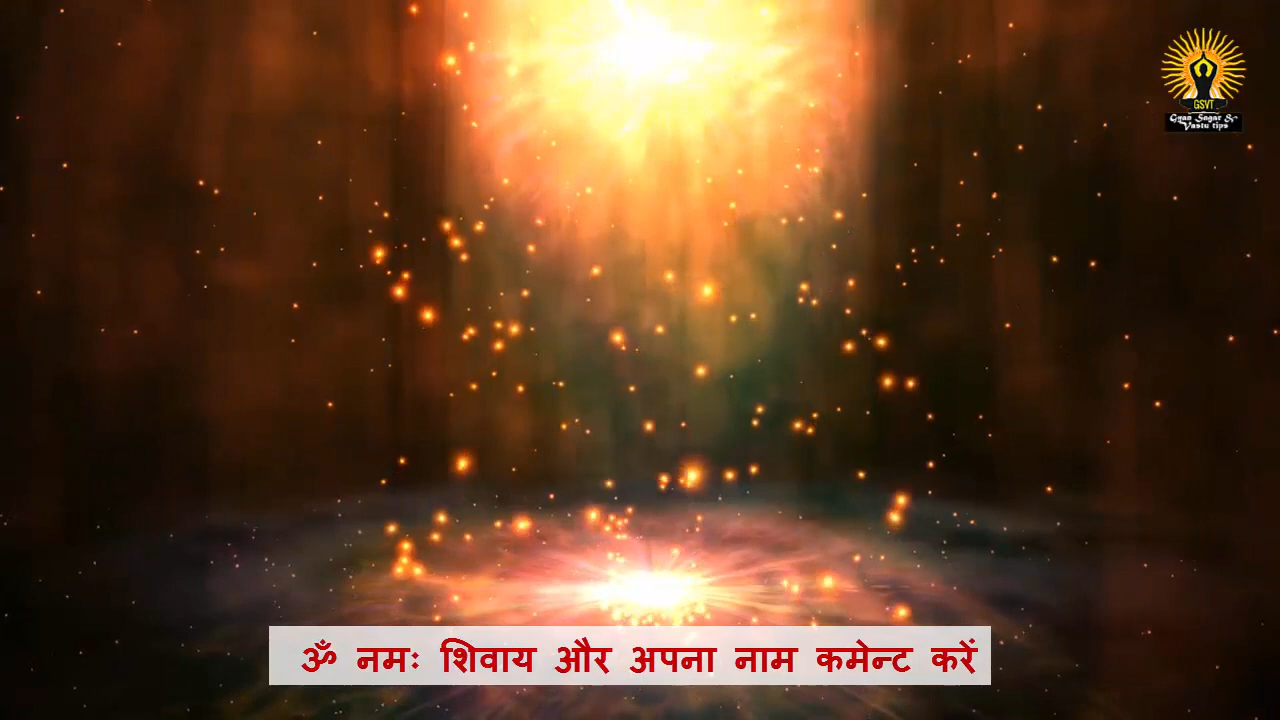 GSVT
Gyan Sagar &
Vastu tips
ॐ नमः शिवाय और अपना नाम कमेन्ट करें